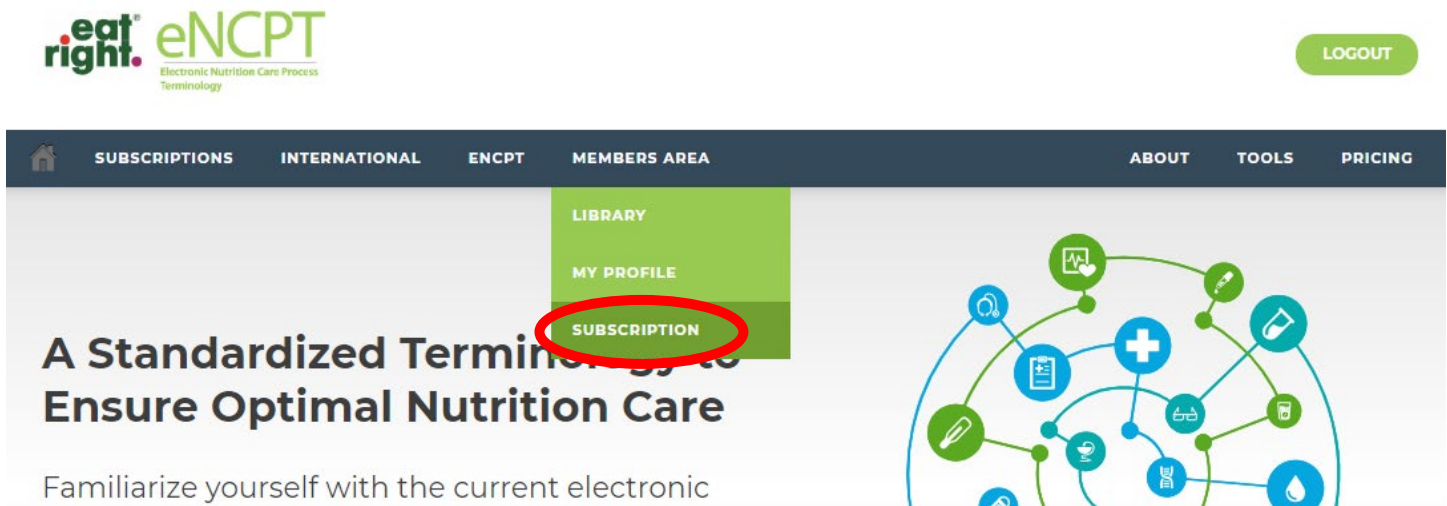 eat right. eNCPT
Electronic Nutrition Care Process
Terminology
LOGOUT
SUBSCRIPTIONS INTERNATIONAL ENCPT MEMBERS AREA ABOUT TOOLS PRICING
LIBRARY
MY PROFILE
SUBSCRIPTION
A Standardized Terminology to
Ensure Optimal Nutrition Care
Familiarize yourself with the current electronic